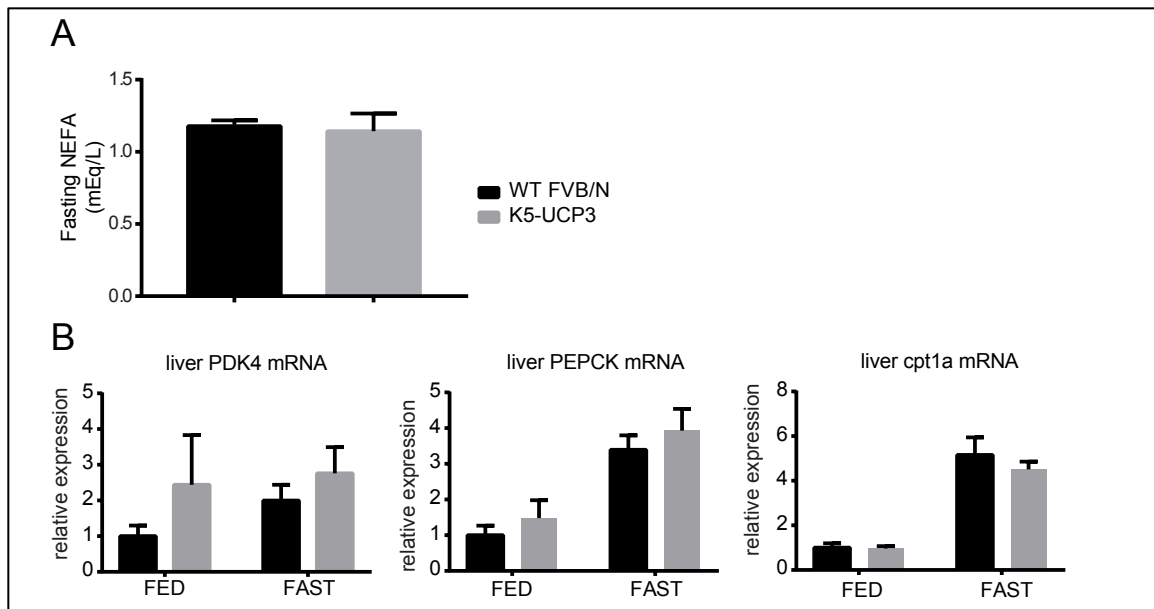 A
Fasting NEFA
(mEq/L)
1.5
1.0
0.5
0.0
WT FVB/N
K5-UCP3
B
liver PDK4 mRNA
relative expression
5
4
3
2
1
0
FED
FAST
liver PEPCK mRNA
relative expression
5
4
3
2
1
0
FED
FAST
liver cpt1a mRNA
relative expression
8
6
4
2
0
FED
FAST